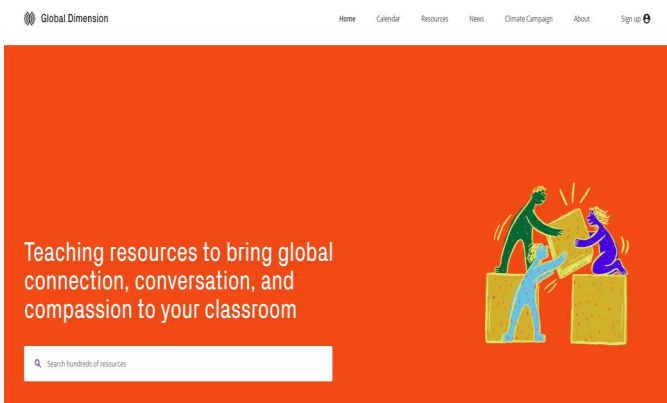 Global Dimension
Home Calendar Resources News Climate Campaign About Sign up
Teaching resources to bring global
connection, conversation, and
compassion to your classroom
Search hundreds of resources